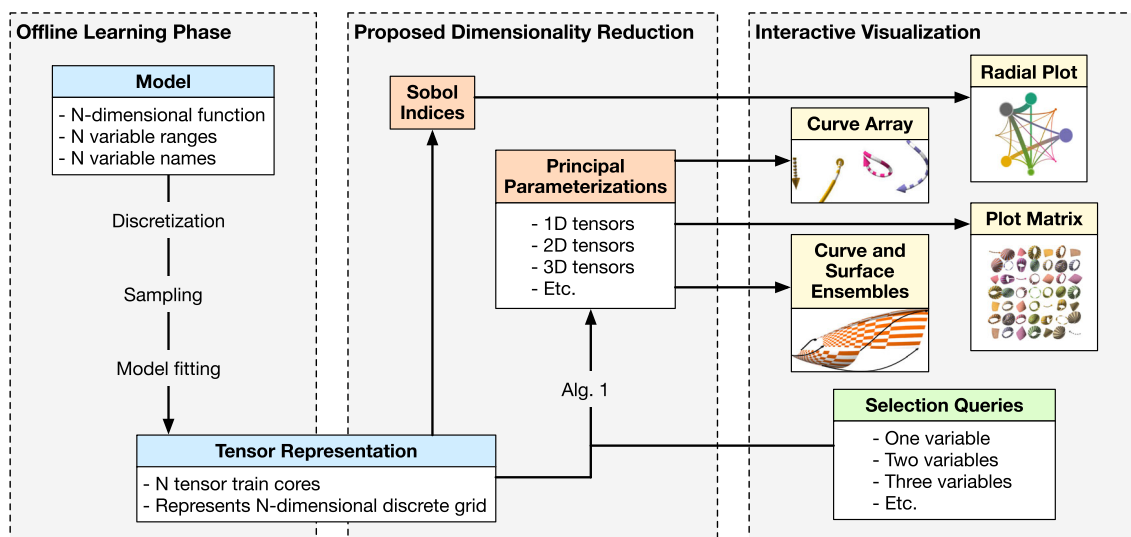 Offline Learning Phase
Model
- N-dimensional function
- N variable ranges
- N variable names
Discretization
Sampling
Model fitting
Tensor Representation
- N tensor train cores
- Represents N-dimensional discrete grid
Proposed Dimensionality Reduction
Sobol
Indices
Principal
Parameterizations
- 1D tensors
- 2D tensors
- 3D tensors
- Etc.
Alg. 1
Interactive Visualization
Radial Plot
Curve Array
Plot Matrix
Curve and
Surface
Ensembles
Selection Queries
- One variable
- Two variables
- Three variables
- Etc.